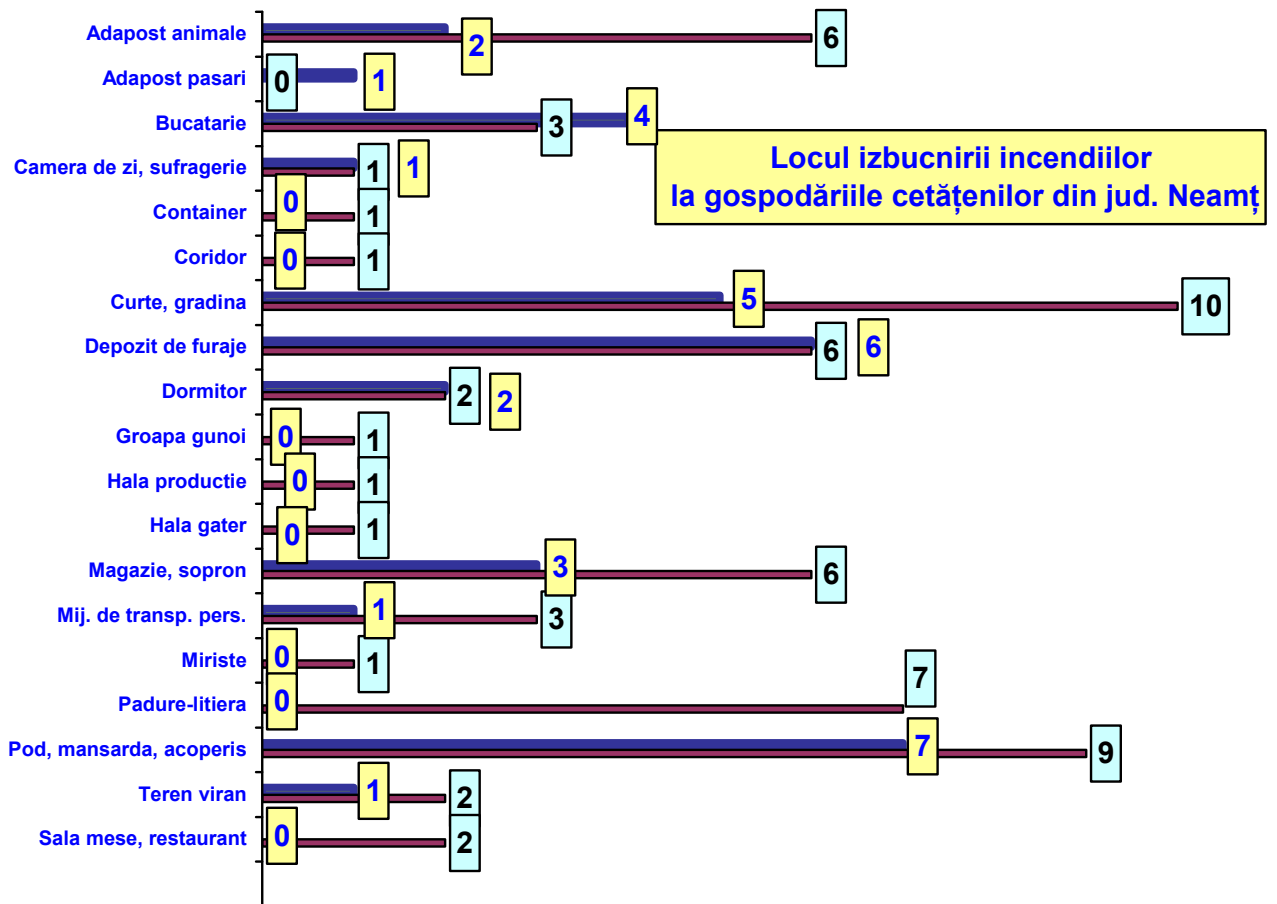 Adapost animale
2
6
Adapost pasari
0
1
Bucatarie
3
4
Locul izbucnirii incendiilor
la gospodăriile cetățenilor din jud. Neamț
Camera de zi, sufragerie
1
1
Container
0
1
Coridor
0
1
Curte, gradina
5
10
Depozit de furaje
6
6
Dormitor
2
2
Groapa gunoi
0
1
Hala productie
0
1
Hala gater
0
1
Magazie, sopron
3
6
Mij. de transp. pers.
1
3
Miriste
0
1
Padure-litiera
0
7
Pod, mansarda, acoperis
7
9
Teren viran
1
2
Sala mese, restaurant
0
2